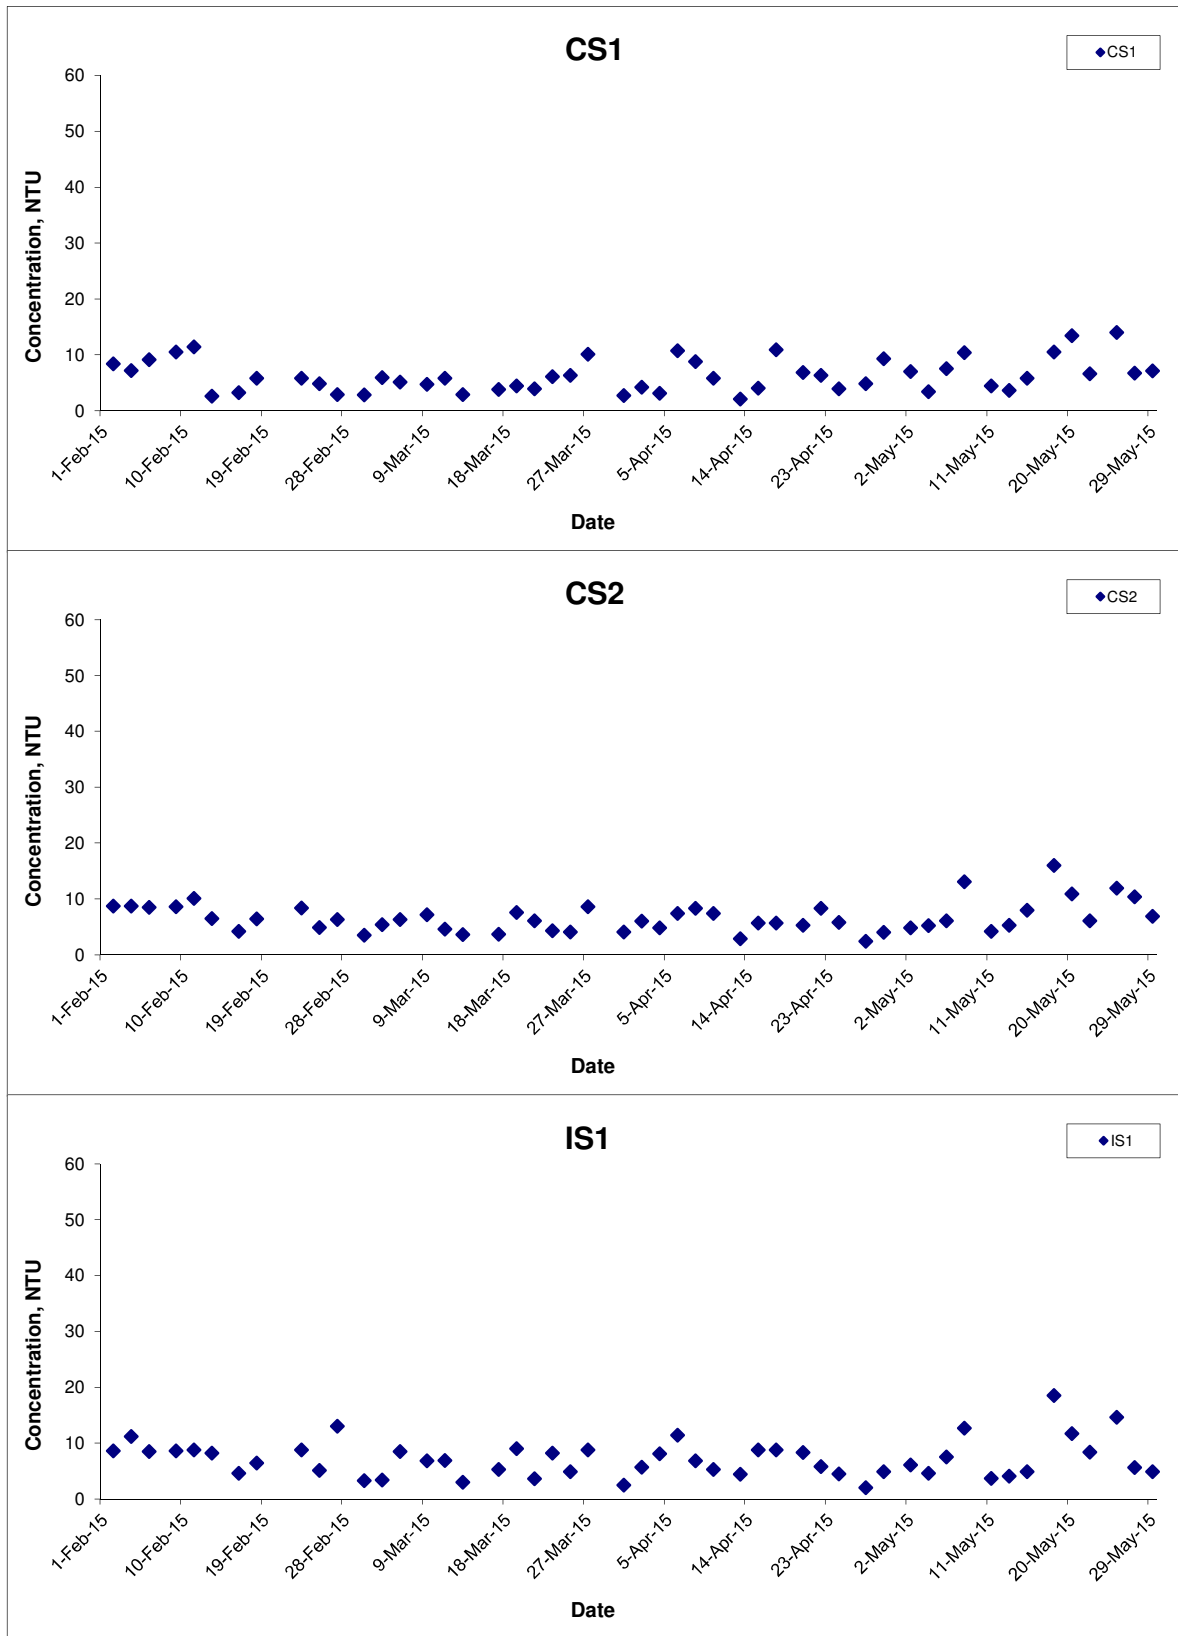 CS1
CS1
60
50
40
30
20
10
0
Concentration, NTU
1-Feb-15
10-Feb-15
19-Feb-15
28-Feb-15
9-Mar-15
18-Mar-15
27-Mar-15
5-Apr-15
14-Apr-15
23-Apr-15
2-May-15
11-May-15
20-May-15
29-May-15
Date
CS2
CS2
60
50
40
30
20
10
0
Concentration, NTU
1-Feb-15
10-Feb-15
19-Feb-15
28-Feb-15
9-Mar-15
18-Mar-15
27-Mar-15
5-Apr-15
14-Apr-15
23-Apr-15
2-May-15
11-May-15
20-May-15
29-May-15
Date
IS1
IS1
60
50
40
30
20
10
0
Concentration, NTU
1-Feb-15
10-Feb-15
19-Feb-15
28-Feb-15
9-Mar-15
18-Mar-15
27-Mar-15
5-Apr-15
14-Apr-15
23-Apr-15
2-May-15
11-May-15
20-May-15
29-May-15
Date